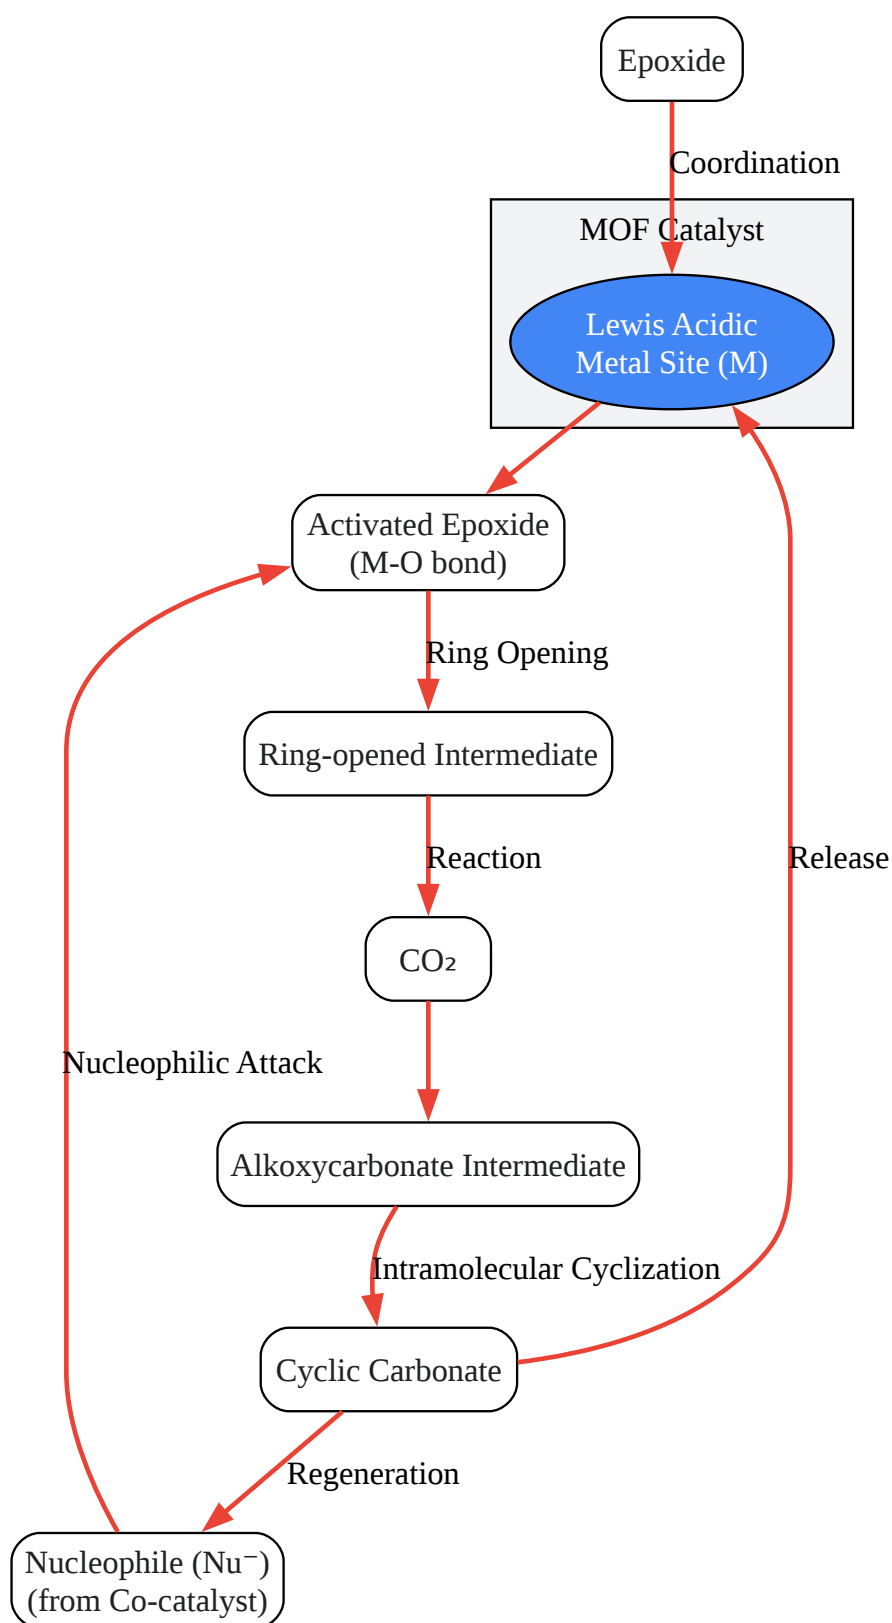 Epoxide
Coordination
MOF Catalyst
Lewis Acidic
Metal Site (M)
Activated Epoxide
(M-O bond)
Ring Opening
Ring-opened Intermediate
Reaction
Release
CO₂
Nucleophilic Attack
Alkoxycarbonate Intermediate
Intramolecular Cyclization
Cyclic Carbonate
Regeneration
Nucleophile (Nu⁻)
(from Co-catalyst)